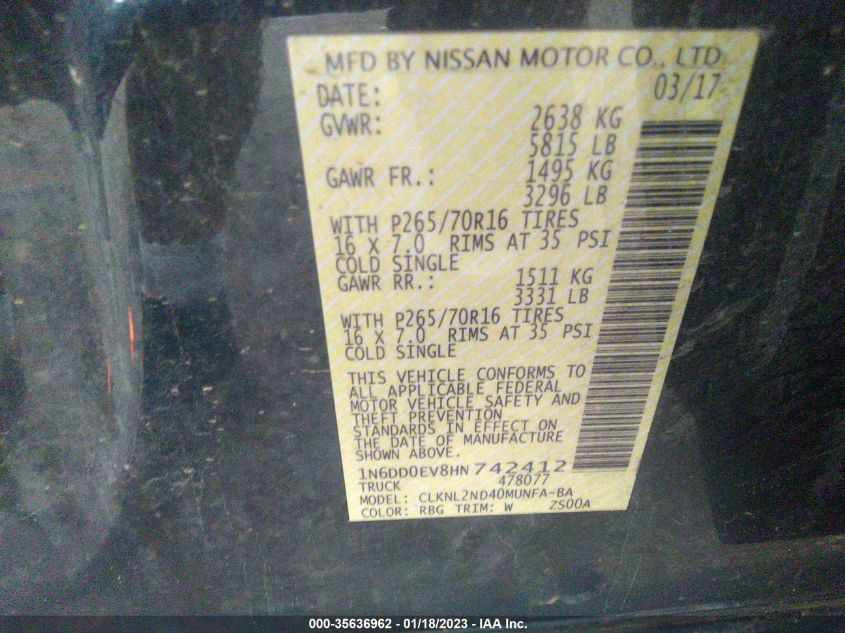 MFD BY NISSAN MOTOR CO., LTD.
DATE: 03/17
GVWR: 2638 KG
5815 LB
GAWR FR.: 1495 KG
3296 LB
WITH P265/70R16 TIRES
16 X 7.0 RIMS AT 35 PSI
COLD SINGLE
GAWR RR.: 1511 KG
3331 LB
WITH P265/70R16 TIRES
16 X 7.0 RIMS AT 35 PSI
COLD SINGLE
THIS VEHICLE CONFORMS TO
ALL APPLICABLE FEDERAL
MOTOR VEHICLE SAFETY AND
THEFT PREVENTION
STANDARDS IN EFFECT ON
THE DATE OF MANUFACTURE
SHOWN ABOVE.
1N6DD0EV8HN 742412
TRUCK 478077
MODEL: CLKNL2ND40MUNFA-BA
COLOR: RBG TRIM: W ZS00A
000-35636962 - 01/18/2023 - IAA Inc.